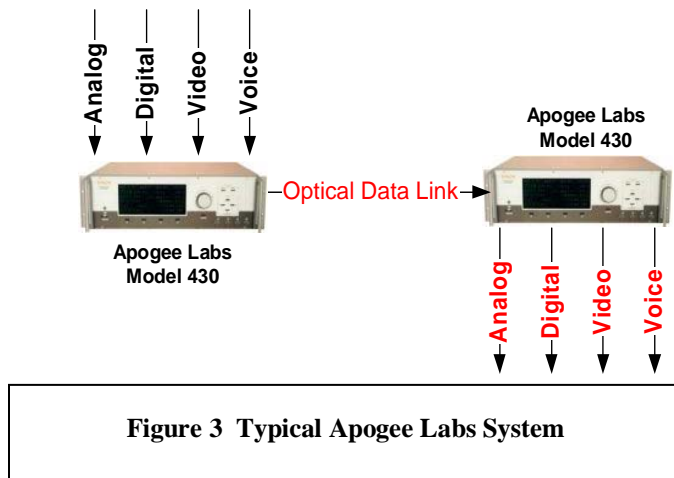 Analog
Digital
Video
Voice
Apogee Labs
Model 430
Optical Data Link
Apogee Labs
Model 430
Analog
Digital
Video
Voice
Figure 3 Typical Apogee Labs System